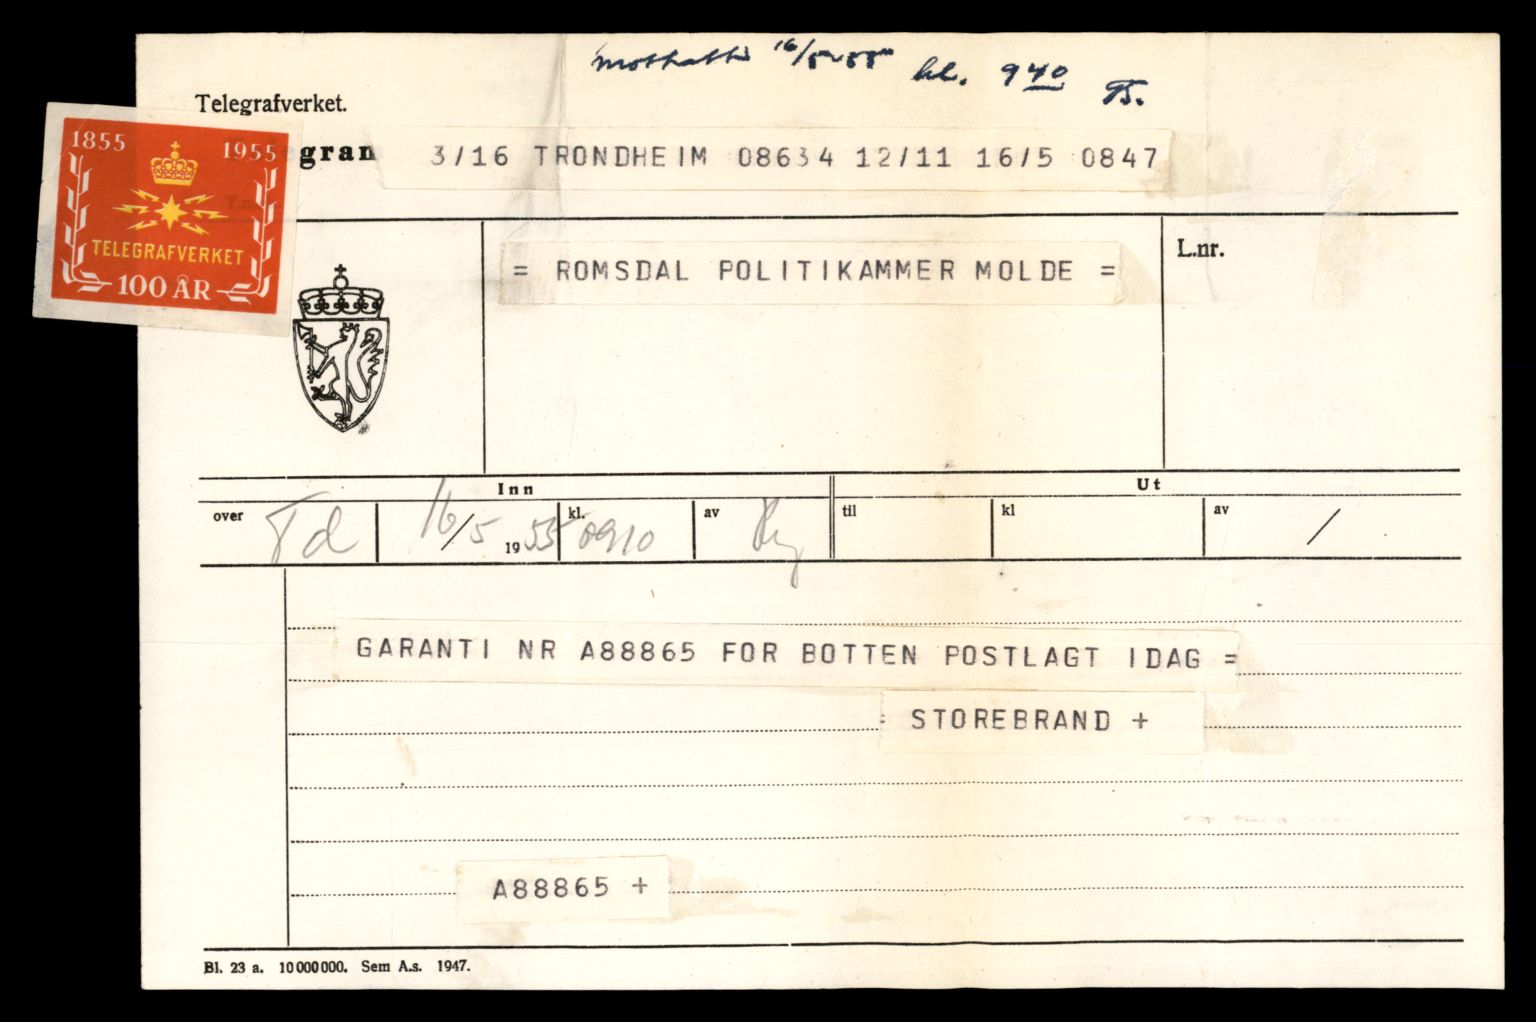 Mottatt 16/5-55 kl. 940
Telegrafverket.
1855 1955
TELEGRAFVERKET
100 ÅR
egram 3/16 TRONDHEIM 08634 12/11 16/5 0847
= ROMSDAL POLITIKAMMER MOLDE =
L.nr.
Inn Ut
over Td 16/5 1955 kl. 0910 av til kl av /
GARANTI NR A88865 FOR BOTTEN POSTLAGT IDAG =
= STOREBRAND +
A88865 +
Bl. 23 a. 10000000. Sem A.s. 1947.